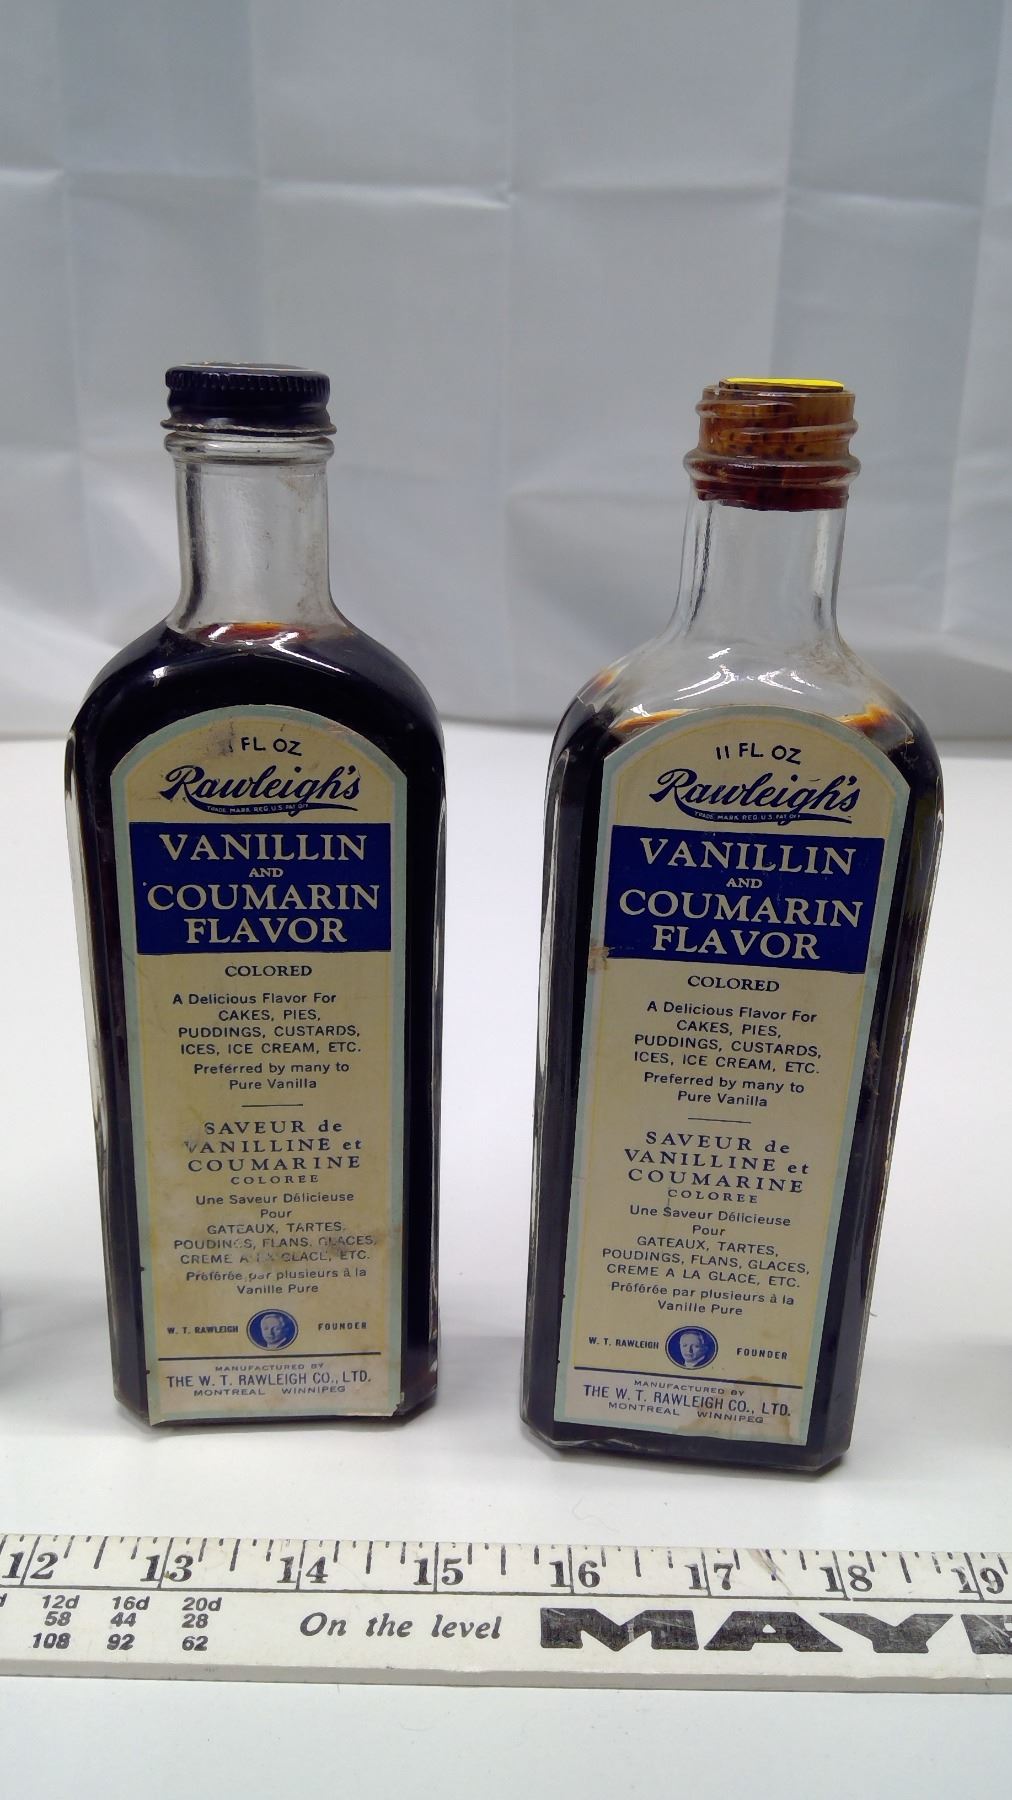 FL OZ
Rawleigh's
TRADE MARK REG U.S. PAT OFF
VANILLIN
AND
COUMARIN
FLAVOR
COLORED
A Delicious Flavor For
CAKES, PIES,
PUDDINGS, CUSTARDS,
ICES, ICE CREAM, ETC.
Preferred by many to
Pure Vanilla
SAVEUR de
VANILLINE et
COUMARINE
COLOREE
Une Saveur Délicieuse
Pour
GATEAUX, TARTES,
POUDINGS, FLANS, GLACES,
CREME A LA GLACE, ETC.
Préférée par plusieurs à la
Vanille Pure
W. T. RAWLEIGH FOUNDER
MANUFACTURED BY
THE W. T. RAWLEIGH CO., LTD.
MONTREAL WINNIPEG
11 FL OZ
Rawleigh's
TRADE MARK REG U.S. PAT OFF
VANILLIN
AND
COUMARIN
FLAVOR
COLORED
A Delicious Flavor For
CAKES, PIES,
PUDDINGS, CUSTARDS,
ICES, ICE CREAM, ETC.
Preferred by many to
Pure Vanilla
SAVEUR de
VANILLINE et
COUMARINE
COLOREE
Une Saveur Délicieuse
Pour
GATEAUX, TARTES,
POUDINGS, FLANS, GLACES,
CREME A LA GLACE, ETC.
Préférée par plusieurs à la
Vanille Pure
W. T. RAWLEIGH FOUNDER
MANUFACTURED BY
THE W. T. RAWLEIGH CO., LTD.
MONTREAL WINNIPEG
12 13 14 15 16 17 18 19
12d 16d 20d
58 44 28
108 92 62
On the level
MAY